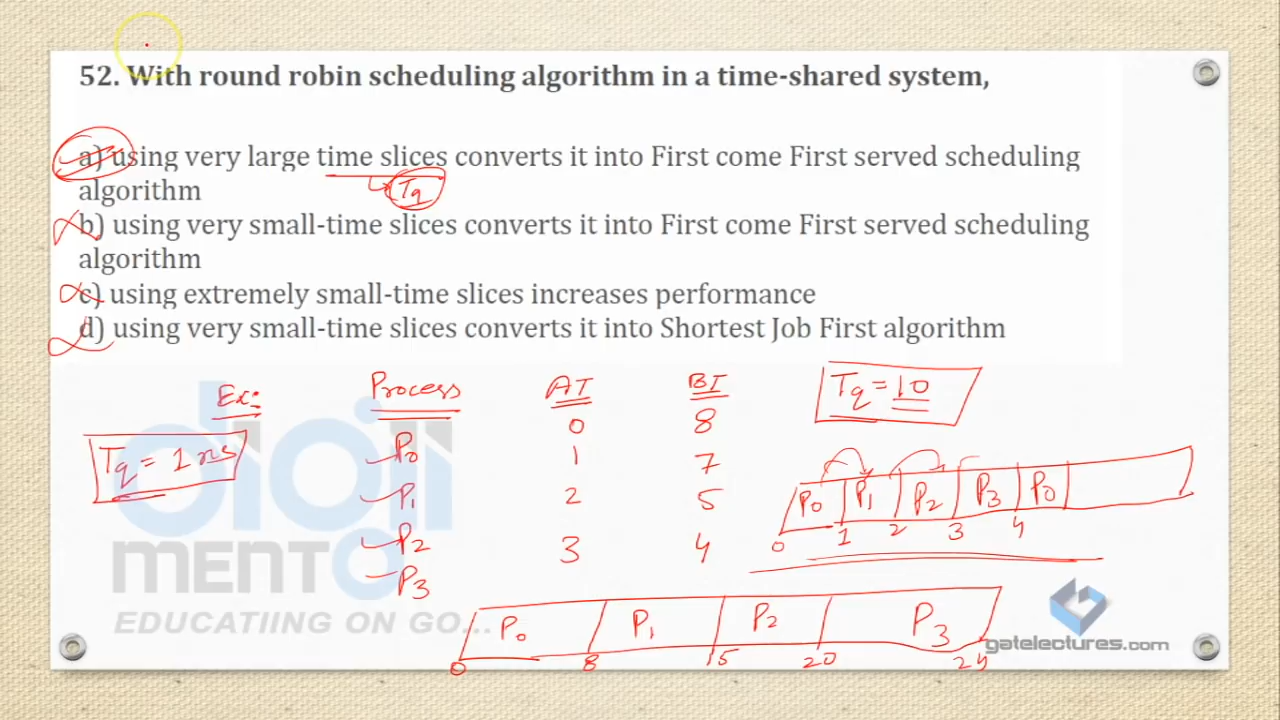 52. With round robin scheduling algorithm in a time-shared system,
a) using very large time slices converts it into First come First served scheduling
algorithm
Tq
b) using very small-time slices converts it into First come First served scheduling
algorithm
c) using extremely small-time slices increases performance
d) using very small-time slices converts it into Shortest Job First algorithm
Ex: Process AT BT Tq = 10
0 8
Tq = 1ns P0 1 7
P0 P1 P2 P3 P0
P1 2 5
0 1 2 3 4
P2 3 4
P3
digi
MENT
EDUCATIING ON GO...
P0 P1 P2 P3
0 8 15 20 24
gatelectures.com